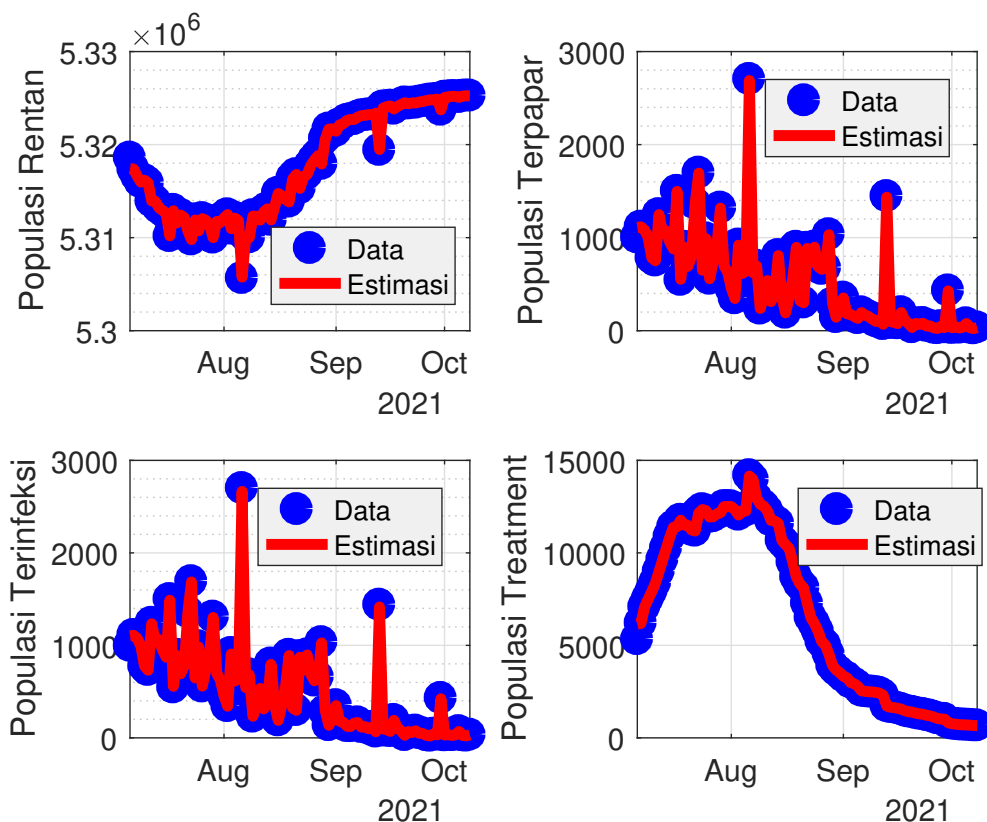 ×10^6
5.33
5.32
5.31
5.3
Populasi Rentan
Data
Estimasi
Aug
Sep
Oct
2021
3000
2000
1000
0
Populasi Terpapar
Data
Estimasi
Aug
Sep
Oct
2021
3000
2000
1000
0
Populasi Terinfeksi
Data
Estimasi
Aug
Sep
Oct
2021
15000
10000
5000
0
Populasi Treatment
Data
Estimasi
Aug
Sep
Oct
2021